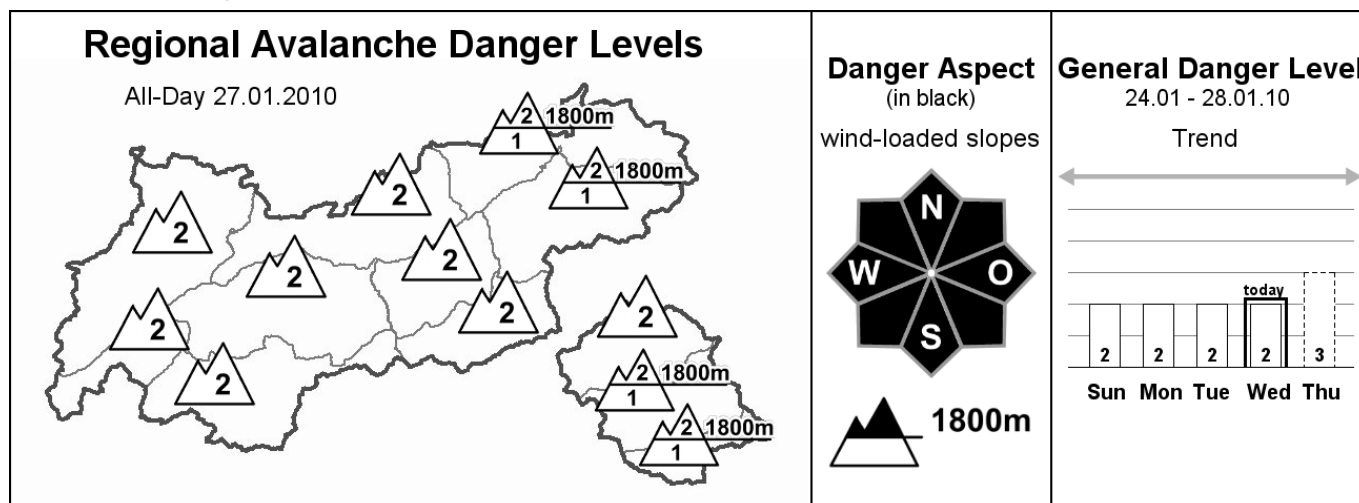 Regional Avalanche Danger Levels
All-Day 27.01.2010
2 1800m
1
2 1800m
1
2
2
2
2
2
2
2
2
2 1800m
1
2 1800m
1
Danger Aspect
(in black)
wind-loaded slopes
N
W O
S
1800m
General Danger Level
24.01 - 28.01.10
Trend
today
2 2 2 2 3
Sun Mon Tue Wed Thu